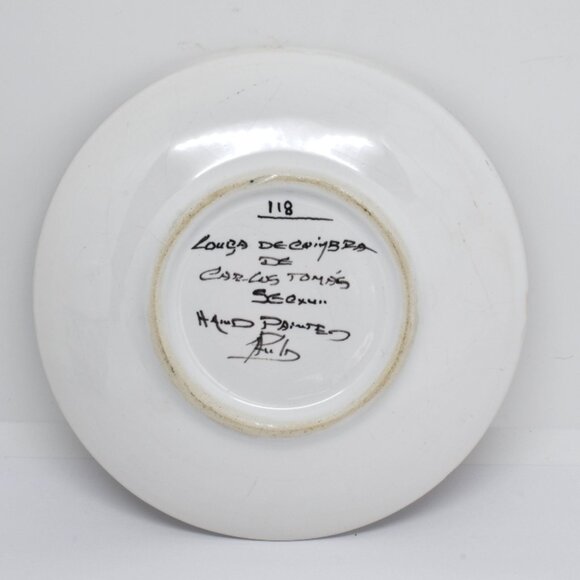 118
LOUÇA DE COIMBRA
DE
CARLOS TOMÁS
SEC XVII
HAND PAINTED